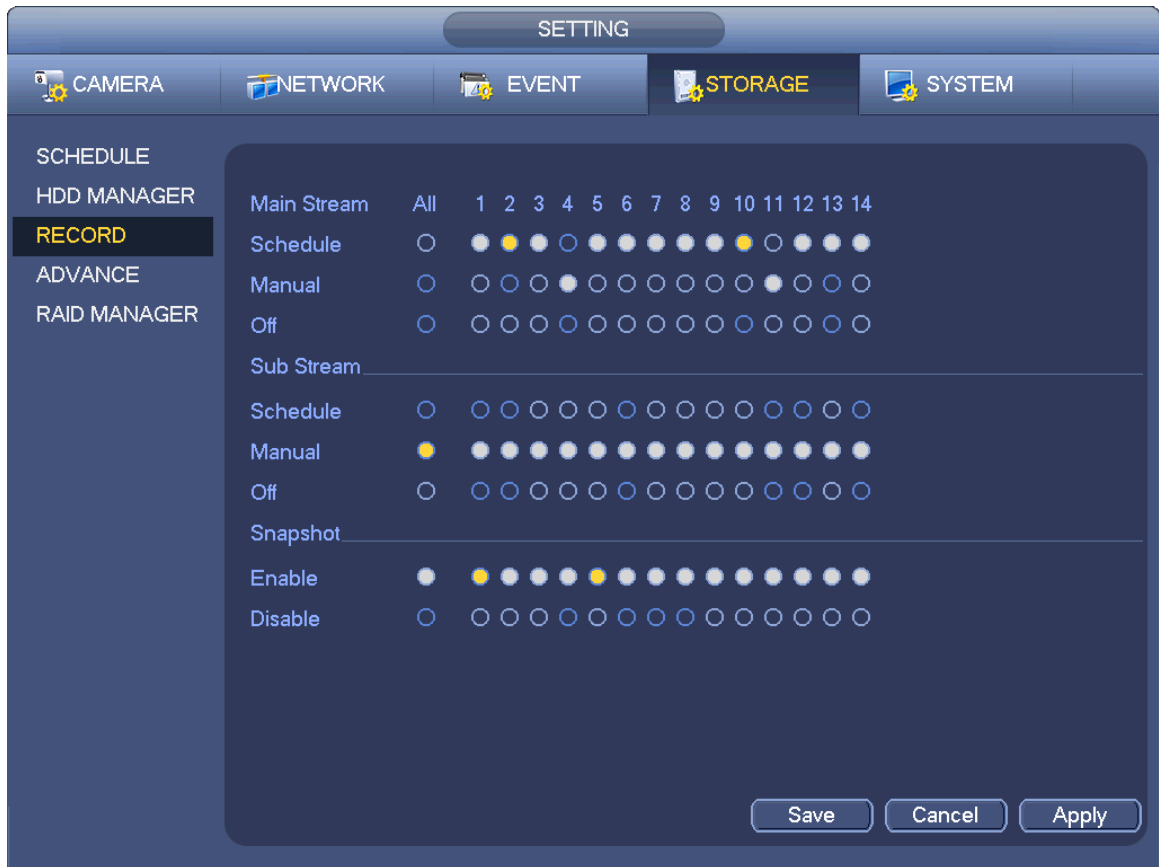 SETTING
CAMERA NETWORK EVENT STORAGE SYSTEM
SCHEDULE
HDD MANAGER
RECORD
ADVANCE
RAID MANAGER
Main Stream All 1 2 3 4 5 6 7 8 9 10 11 12 13 14
Schedule
Manual
Off
Sub Stream
Schedule
Manual
Off
Snapshot
Enable
Disable
Save Cancel Apply